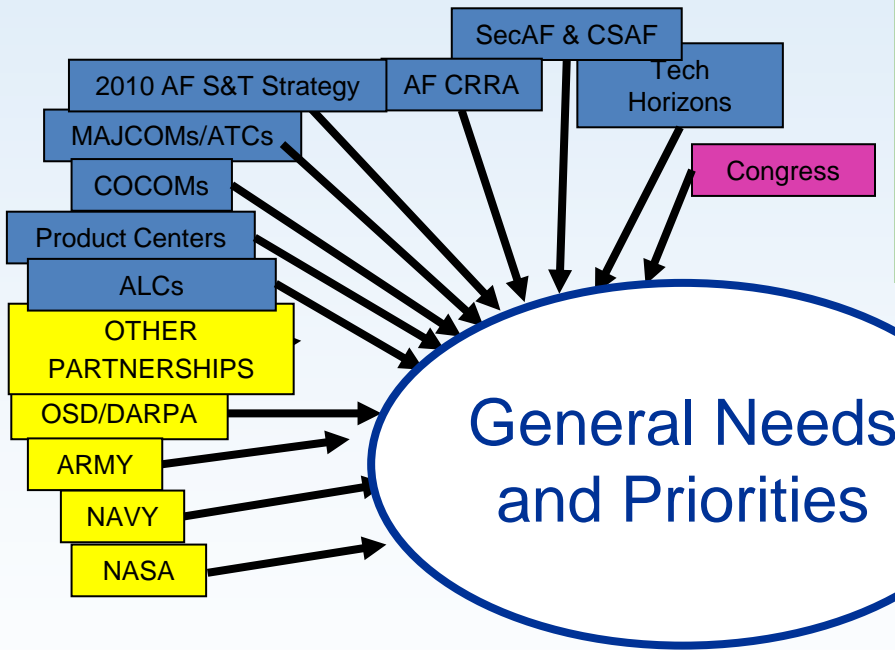 SecAF & CSAF
Tech
Horizons
2010 AF S&T Strategy
AF CRRA
MAJCOMs/ATCs
Congress
COCOMs
Product Centers
ALCs
OTHER
PARTNERSHIPS
OSD/DARPA
ARMY
NAVY
NASA
General Needs
and Priorities